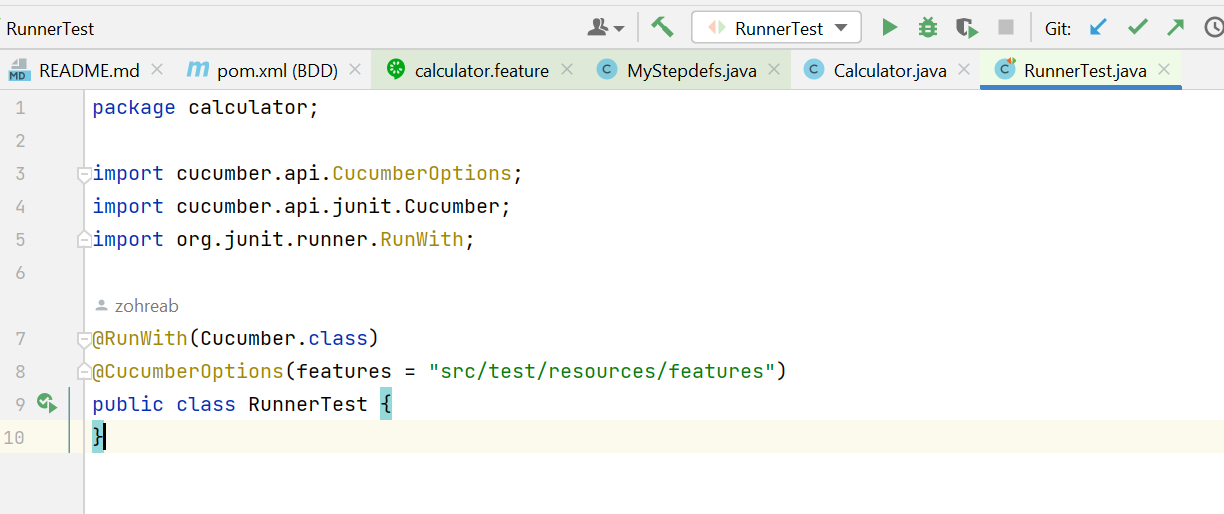 RunnerTest
RunnerTest
Git:
MD README.md
m pom.xml (BDD)
calculator.feature
C MyStepdefs.java
C Calculator.java
C RunnerTest.java
1 package calculator;
2
3 import cucumber.api.CucumberOptions;
4 import cucumber.api.junit.Cucumber;
5 import org.junit.runner.RunWith;
6
zohreab
7 @RunWith(Cucumber.class)
8 @CucumberOptions(features = "src/test/resources/features")
9 public class RunnerTest {
10 }